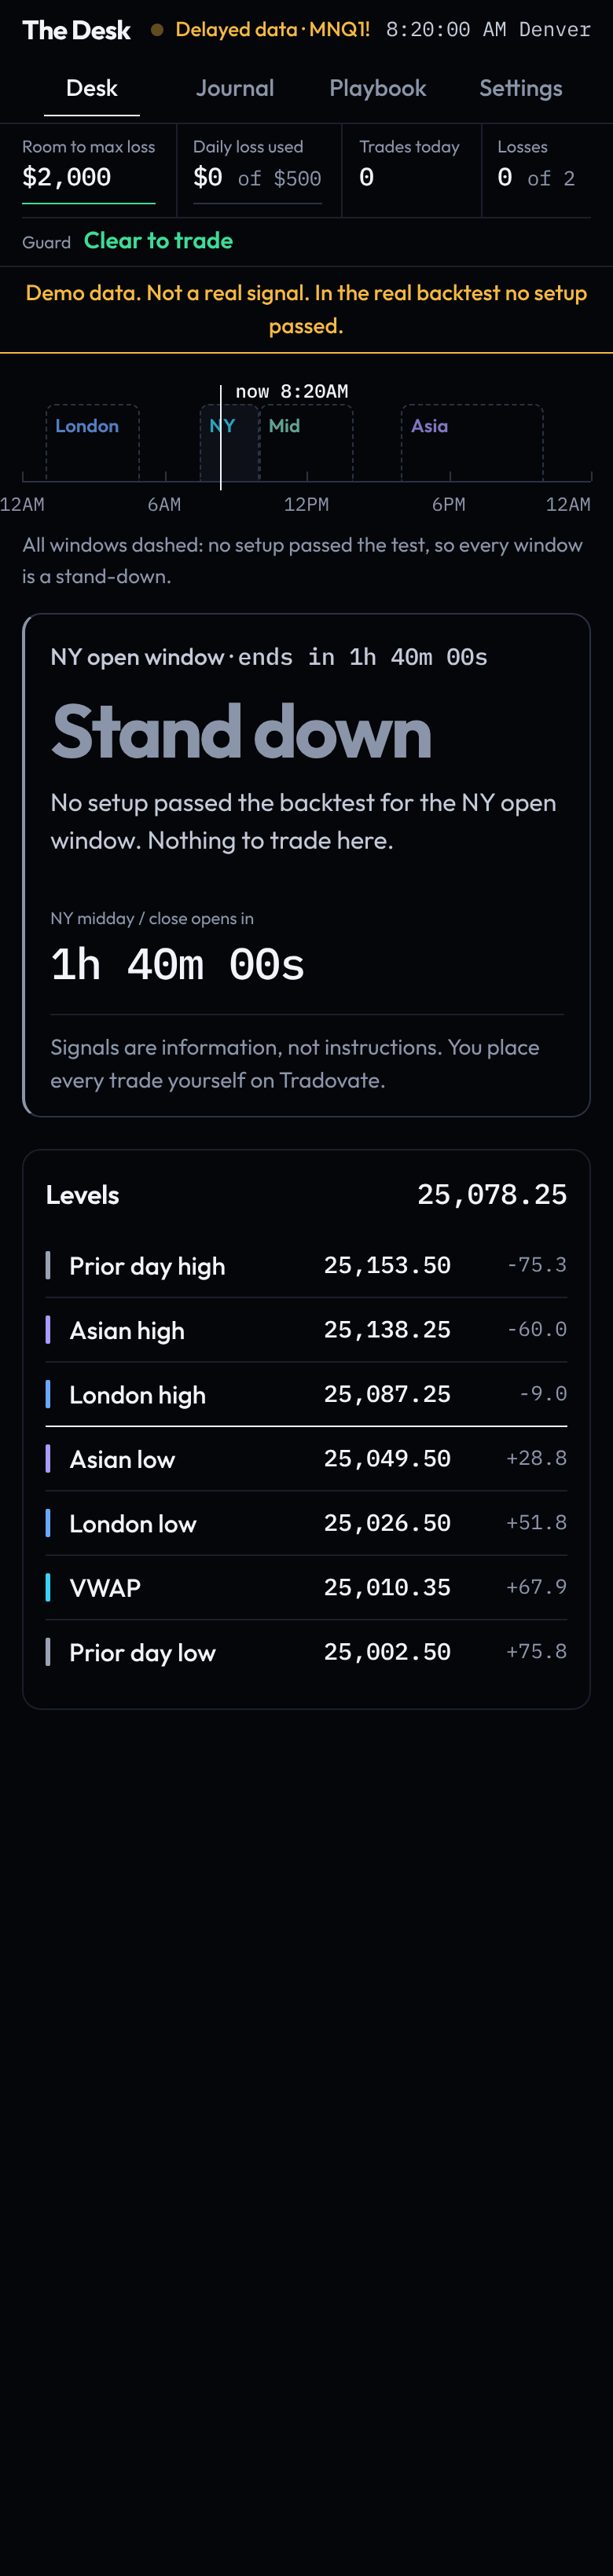 The Desk Delayed data · MNQ1! 8:20:00 AM Denver
Desk Journal Playbook Settings
Room to max loss Daily loss used Trades today Losses
$2,000 $0 of $500 0 0 of 2
Guard Clear to trade
Demo data. Not a real signal. In the real backtest no setup
passed.
now 8:20AM
London NY Mid Asia
12AM 6AM 12PM 6PM 12AM
All windows dashed: no setup passed the test, so every window
is a stand-down.
NY open window · ends in 1h 40m 00s
Stand down
No setup passed the backtest for the NY open
window. Nothing to trade here.
NY midday / close opens in
1h 40m 00s
Signals are information, not instructions. You place
every trade yourself on Tradovate.
Levels 25,078.25
Prior day high 25,153.50 -75.3
Asian high 25,138.25 -60.0
London high 25,087.25 -9.0
Asian low 25,049.50 +28.8
London low 25,026.50 +51.8
VWAP 25,010.35 +67.9
Prior day low 25,002.50 +75.8